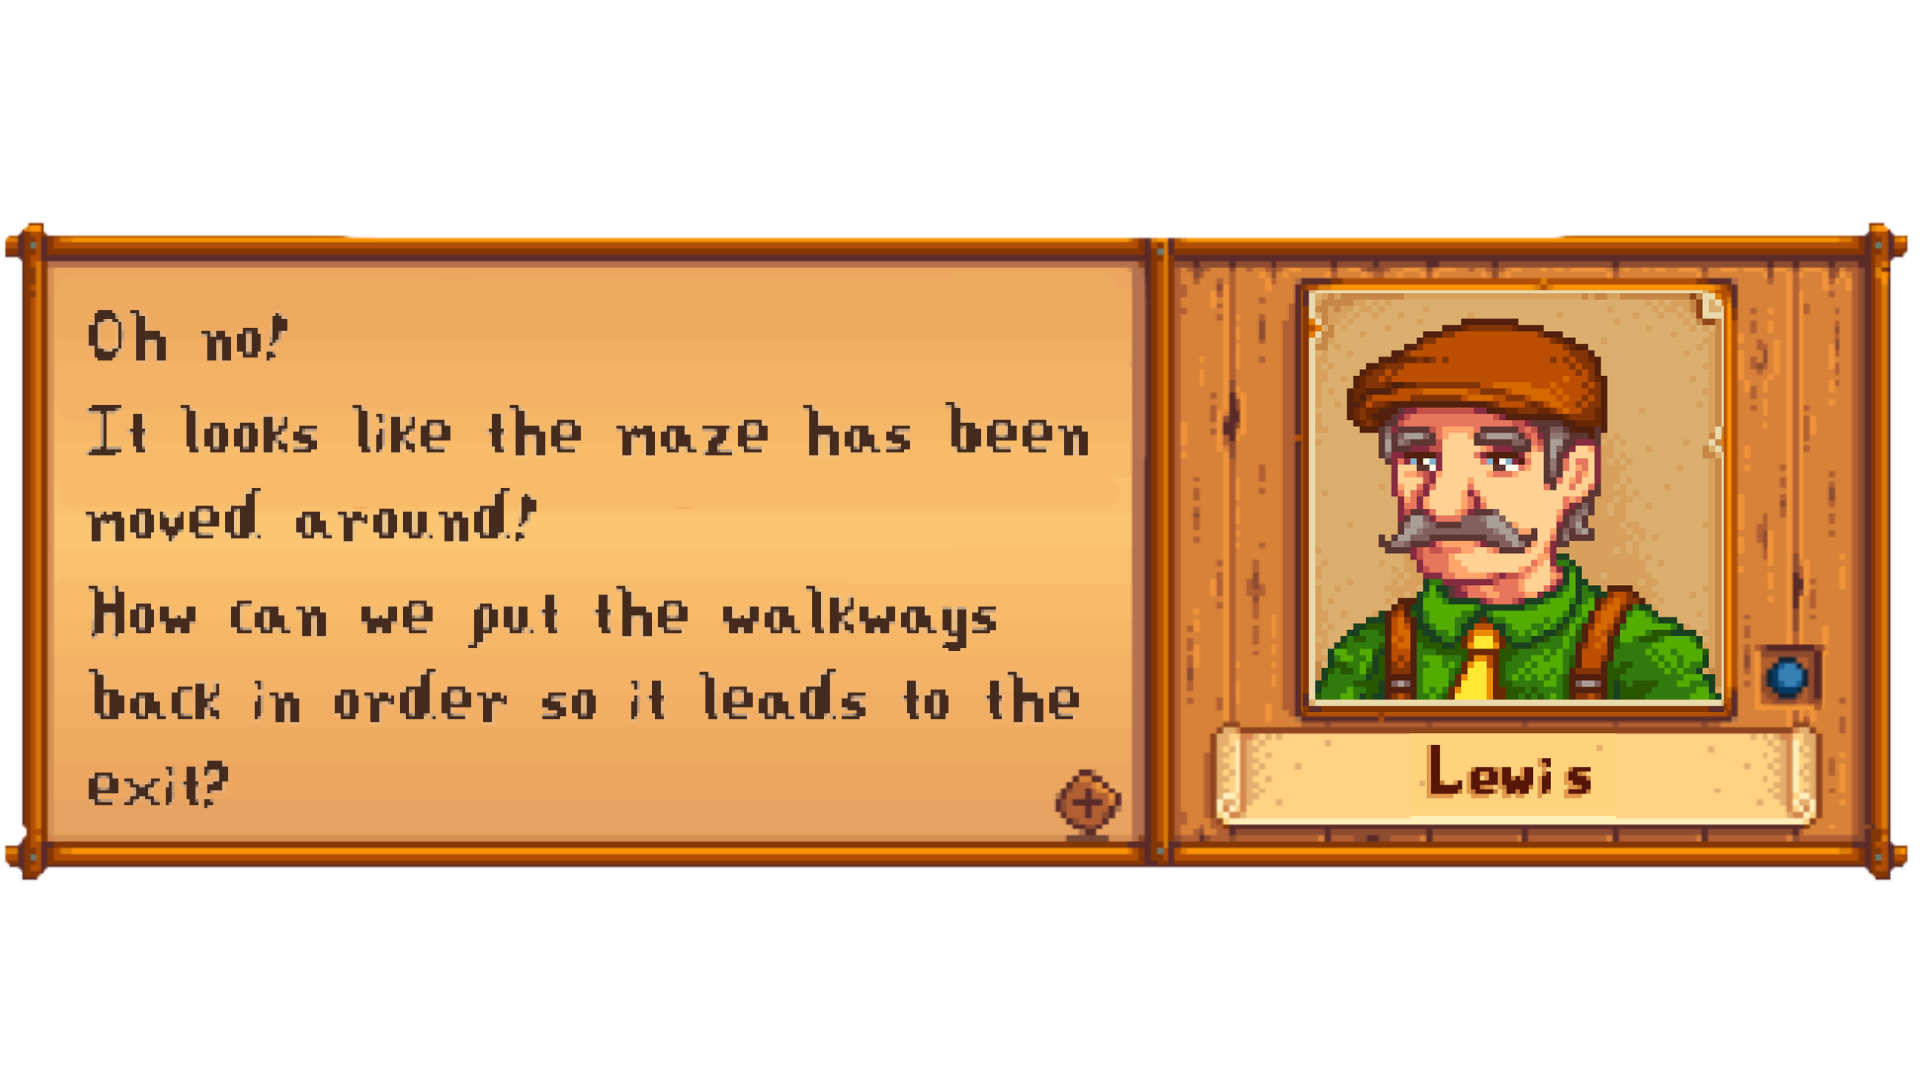 Oh no!
It looks like the maze has been
moved around!
How can we put the walkways
back in order so it leads to the
exit?
Lewis